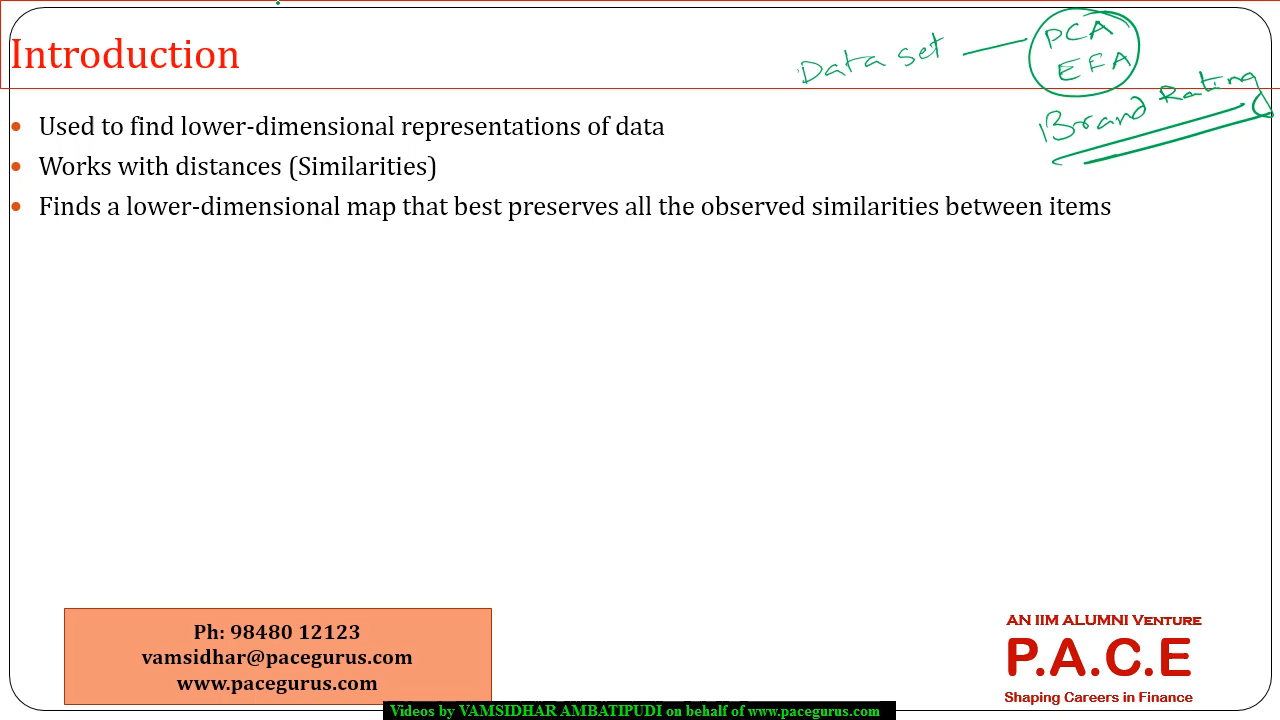 Introduction
Data set — PCA
EFA
Brand Rating
Used to find lower-dimensional representations of data
Works with distances (Similarities)
Finds a lower-dimensional map that best preserves all the observed similarities between items
Ph: 98480 12123
vamsidhar@pacegurus.com
www.pacegurus.com
AN IIM ALUMNI VENTURE
P.A.C.E
Shaping Careers in Finance
Videos by VAMSIDHAR AMBATIPUDI on behalf of www.pacegurus.com